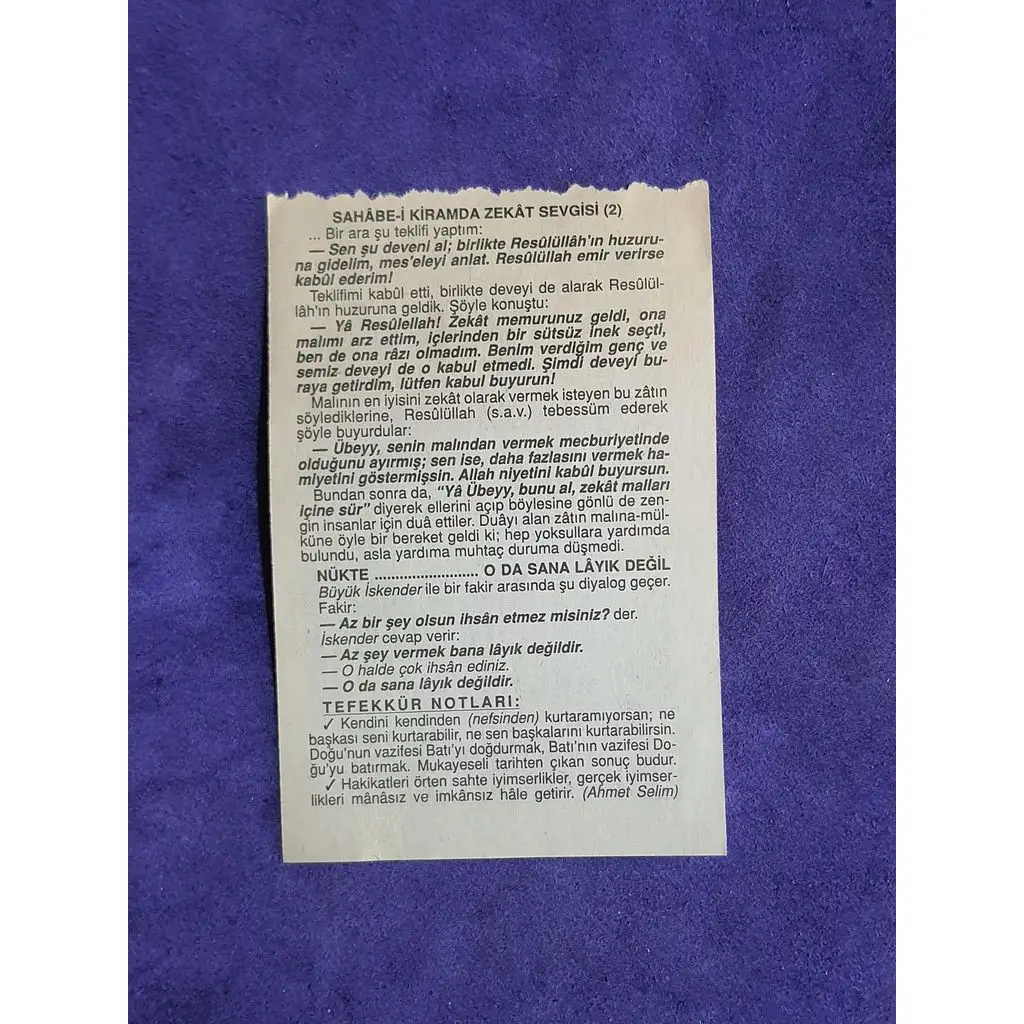 SAHÂBE-İ KİRAMDA ZEKÂT SEVGİSİ (2)
... Bir ara şu teklifi yaptım:
— Sen şu deveni al; birlikte Resûlüllâh'ın huzuru-
na gidelim, mes'eleyi anlat. Resûlüllah emir verirse
kabûl ederim!
Teklifimi kabûl etti, birlikte deveyi de alarak Resûlül-
lâh'ın huzuruna geldik. Şöyle konuştu:
— Yâ Resûlellah! Zekât memurunuz geldi, ona
malımı arz ettim, içlerinden bir sütsüz inek seçti,
ben de ona râzı olmadım. Benim verdiğim genç ve
semiz deveyi de o kabul etmedi. Şimdi deveyi bu-
raya getirdim, lütfen kabul buyurun!
Malının en iyisini zekât olarak vermek isteyen bu zâtın
söylediklerine, Resûlüllah (s.a.v.) tebessüm ederek
şöyle buyurdular:
— Übeyy, senin malından vermek mecburiyetinde
olduğunu ayırmış; sen ise, daha fazlasını vermek ha-
miyetini göstermişsin. Allah niyetini kabûl buyursun.
Bundan sonra da, "Yâ Übeyy, bunu al, zekât malları
içine sür" diyerek ellerini açıp böylesine gönlü de zen-
gin insanlar için duâ ettiler. Duâyı alan zâtın malına-mül-
küne öyle bir bereket geldi ki; hep yoksullara yardımda
bulundu, asla yardıma muhtaç duruma düşmedi.
NÜKTE ......................... O DA SANA LÂYIK DEĞİL
Büyük İskender ile bir fakir arasında şu diyalog geçer.
Fakir:
— Az bir şey olsun ihsân etmez misiniz? der.
İskender cevap verir:
— Az şey vermek bana lâyık değildir.
— O halde çok ihsân ediniz.
— O da sana lâyık değildir.
TEFEKKÜR NOTLARI:
✓ Kendini kendinden (nefsinden) kurtaramıyorsan; ne
başkası seni kurtarabilir, ne sen başkalarını kurtarabilirsin.
Doğu'nun vazifesi Batı'yı doğdurmak, Batı'nın vazifesi Do-
ğu'yu batırmak. Mukayeseli tarihten çıkan sonuç budur.
✓ Hakikatleri örten sahte iyimserlikler, gerçek iyimser-
likleri mânâsız ve imkânsız hâle getirir. (Ahmet Selim)